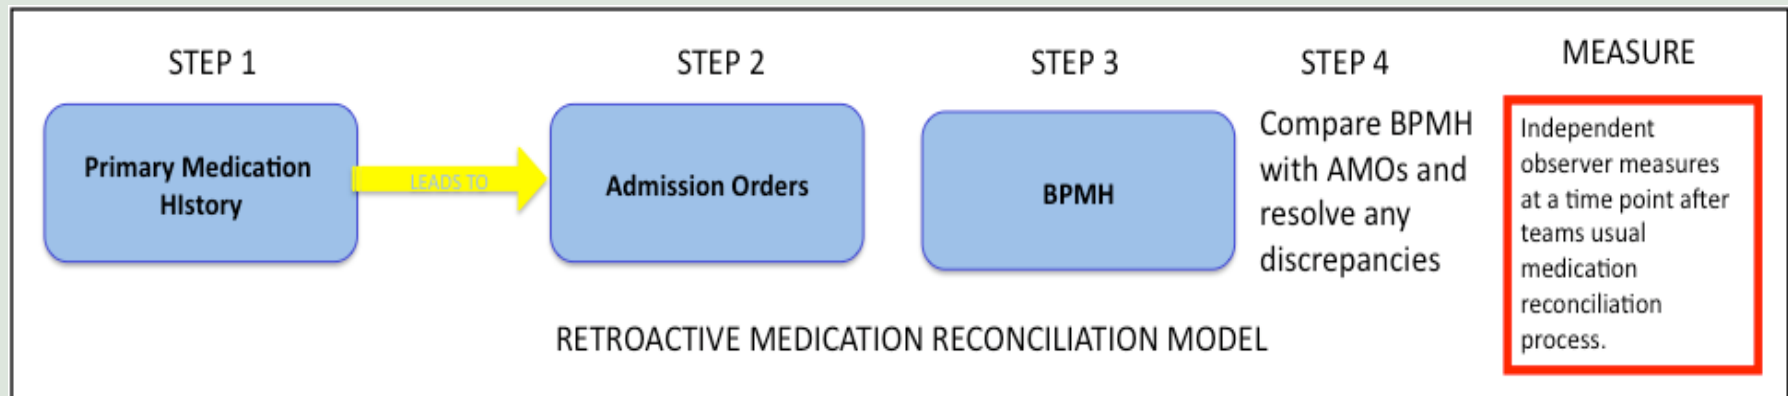 STEP 1
Primary Medication
HIstory
LEADS TO
STEP 2
Admission Orders
STEP 3
BPMH
STEP 4
Compare BPMH
with AMOs and
resolve any
discrepancies
MEASURE
Independent
observer measures
at a time point after
teams usual
medication
reconciliation
process.
RETROACTIVE MEDICATION RECONCILIATION MODEL